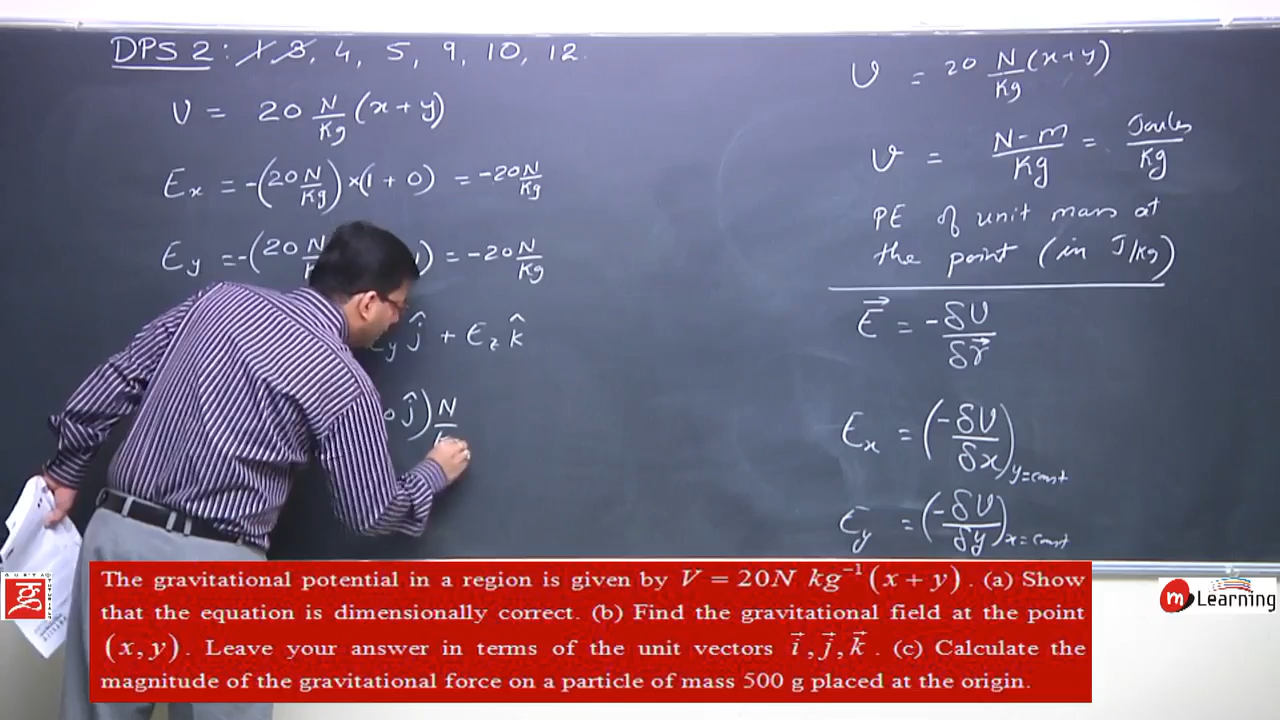 DPS 2 : 1 3, 4, 5, 9, 10, 12.
V = 20 N/Kg (x + y)
Ex = -(20 N/Kg) × (1 + 0) = -20 N/Kg
Ey = -(20 N 1) = -20 N/Kg
Ey ĵ + Ez k̂
0 ĵ) N
V = 20 N/Kg (x+y)
V = N-m/Kg = Joules/Kg
PE of unit mass at
the point (in J/Kg)
E⃗ = -δV/δr⃗
Ex = (-δV/δx) y=const
Ey = (-δV/δy) x=const
The gravitational potential in a region is given by V = 20N kg⁻¹ (x + y). (a) Show
that the equation is dimensionally correct. (b) Find the gravitational field at the point
(x, y). Leave your answer in terms of the unit vectors i⃗, j⃗, k⃗. (c) Calculate the
magnitude of the gravitational force on a particle of mass 500 g placed at the origin.
g
m Learning